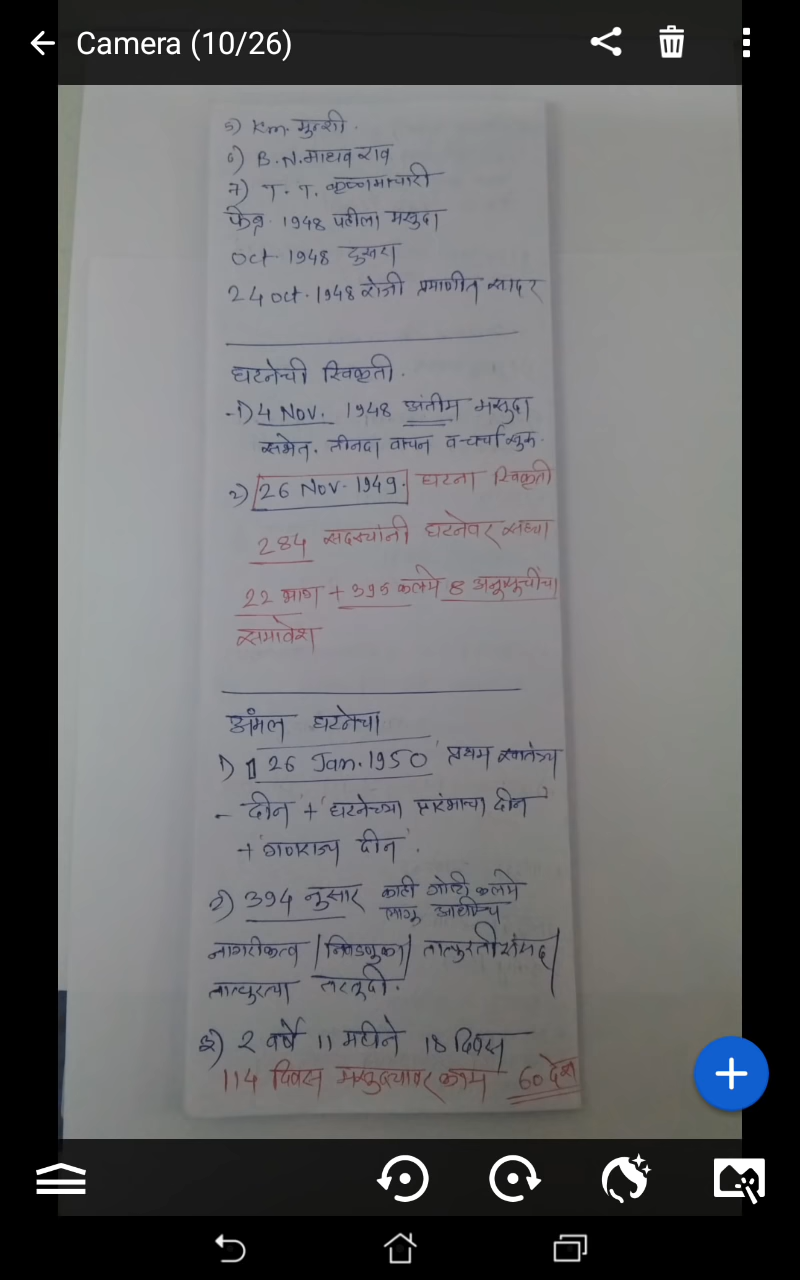 Camera (10/26)
5) Km. मुन्शी.
6) B. N. माधव राव
7) T. T. कृष्णमाचारी
फेब्रु. 1948 पहीला मसुदा
oct 1948 दुसरा
24 oct. 1948 रोजी प्रमाणीत सादर
घटनेची स्विकृती.
1) 4 Nov. 1948 अंतीम मसुदा
सभेत. तीनदा वाचन व चर्चा सुरू.
2) 26 Nov. 1949. घटना स्विकृती
284 सदस्यांनी घटनेवर सह्या
22 भाग + 395 कलमे 8 अनुसूचींचा
समावेश
अंमल घटनेचा
1) 26 Jan. 1950 'प्रथम स्वातंत्र्य
- दीन' + 'घटनेच्या प्रारंभाचा दीन'
+ 'गणराज्य दीन'.
2) 394 नुसार काही गोष्टी कलमे
लागू आधीच
नागरीकत्व | निवडणुका | तात्पुरती संसद |
तात्पुरत्या तरतूदी.
3) 2 वर्षे 11 महीने 18 दिवस
114 दिवस मसुद्यावर काम 60 देश